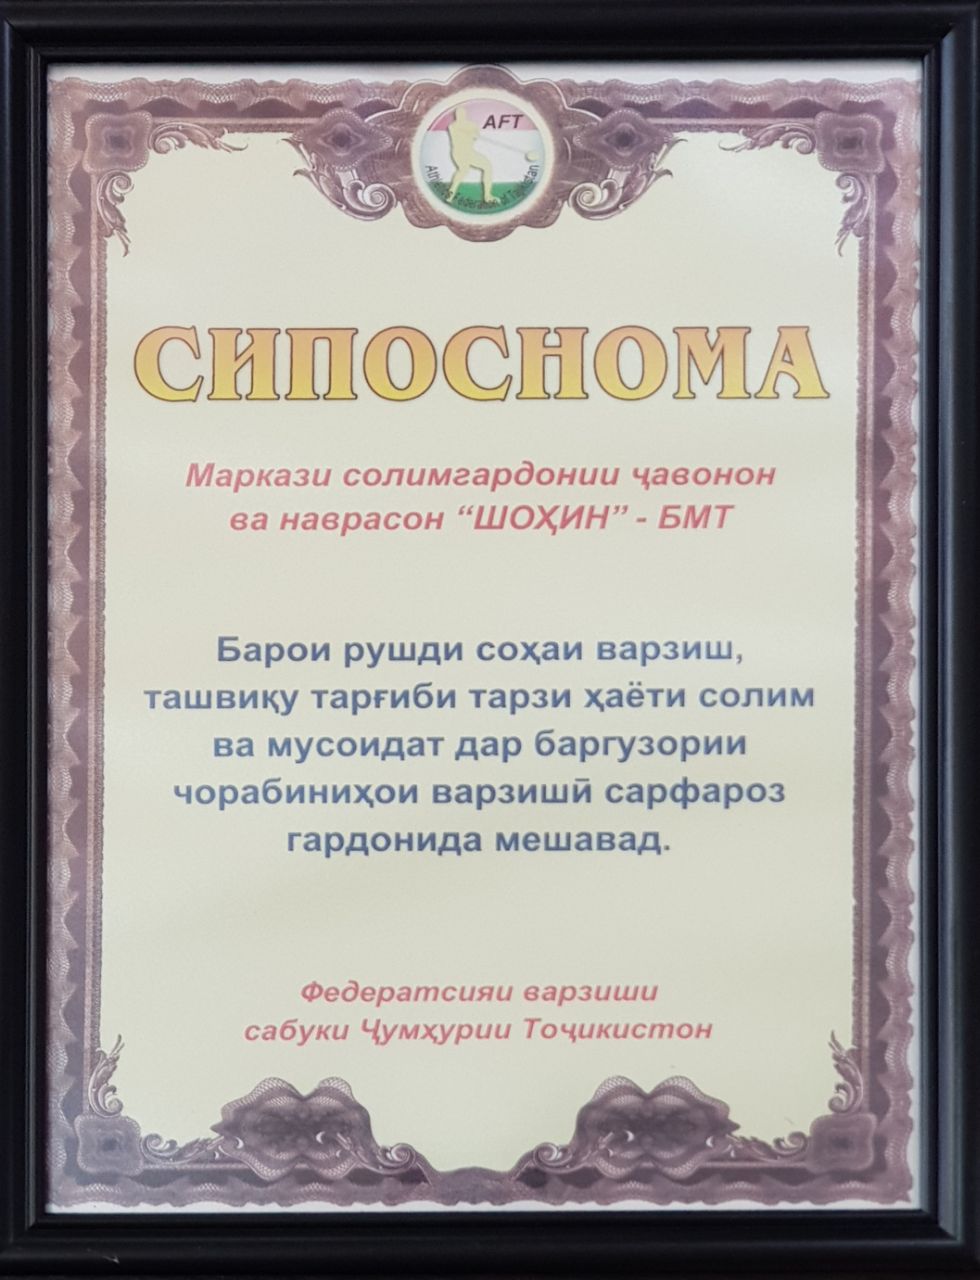 AFT
Athletics Federation of Tajikistan
СИПОСНОМА
Маркази солимгардонии ҷавонон
ва наврасон “ШОҲИН” - БМТ
Барои рушди соҳаи варзиш,
ташвиқу тарғиби тарзи ҳаёти солим
ва мусоидат дар баргузории
чорабиниҳои варзишӣ сарфароз
гардонида мешавад.
Федератсияи варзиши
сабуки Ҷумҳурии Тоҷикистон